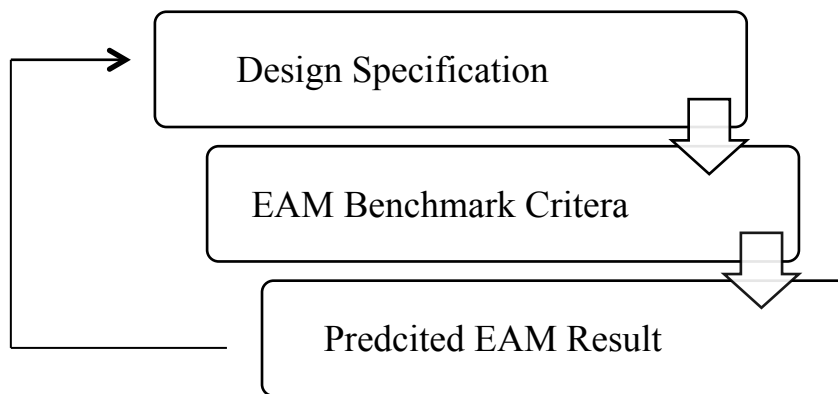 Design Specification
EAM Benchmark Critera
Predcited EAM Result